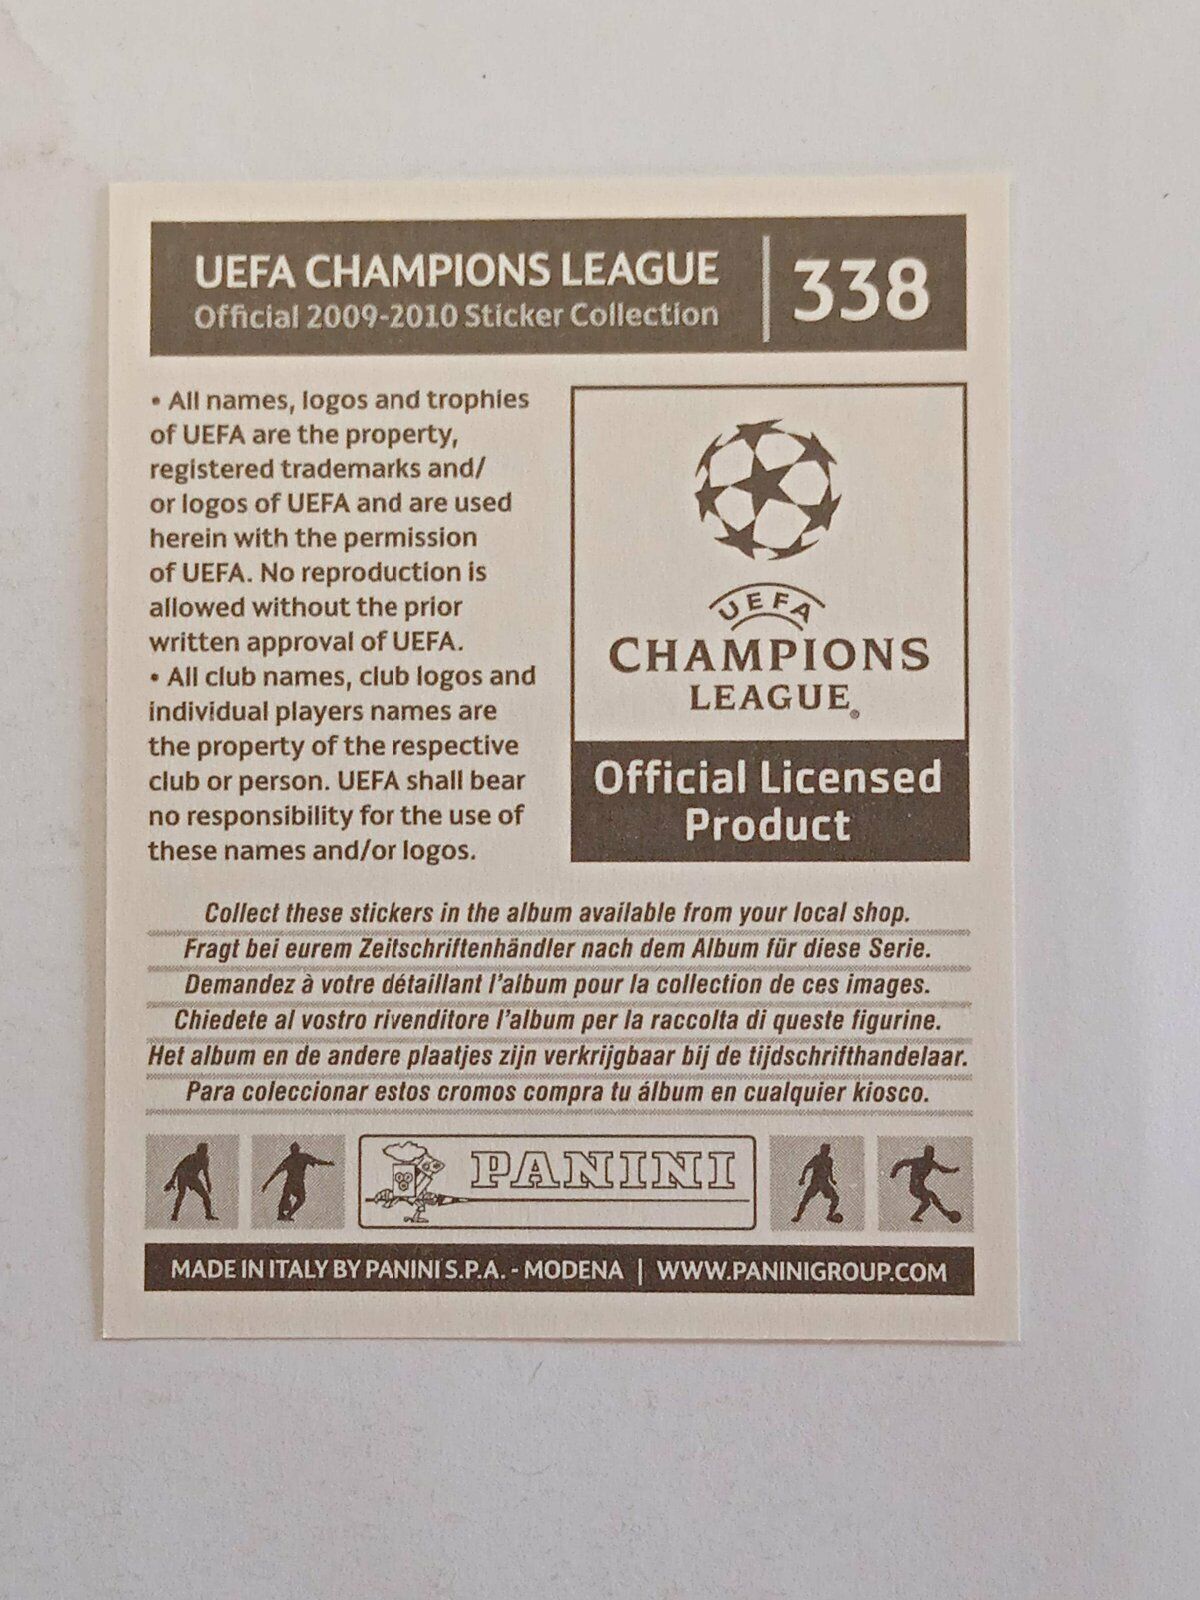 UEFA CHAMPIONS LEAGUE
Official 2009-2010 Sticker Collection
338
• All names, logos and trophies
of UEFA are the property,
registered trademarks and/
or logos of UEFA and are used
herein with the permission
of UEFA. No reproduction is
allowed without the prior
written approval of UEFA.
• All club names, club logos and
individual players names are
the property of the respective
club or person. UEFA shall bear
no responsibility for the use of
these names and/or logos.
UEFA
CHAMPIONS
LEAGUE®
Official Licensed
Product
Collect these stickers in the album available from your local shop.
Fragt bei eurem Zeitschriftenhändler nach dem Album für diese Serie.
Demandez à votre détaillant l'album pour la collection de ces images.
Chiedete al vostro rivenditore l'album per la raccolta di queste figurine.
Het album en de andere plaatjes zijn verkrijgbaar bij de tijdschrifthandelaar.
Para coleccionar estos cromos compra tu álbum en cualquier kiosco.
PANINI
MADE IN ITALY BY PANINI S.P.A. - MODENA | WWW.PANINIGROUP.COM